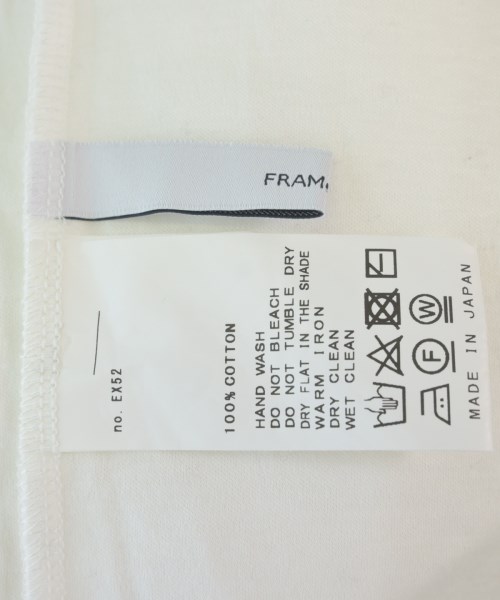 FRAM.
no. EX52
100% COTTON
HAND WASH
DO NOT BLEACH
DO NOT TUMBLE DRY
DRY FLAT IN THE SHADE
WARM IRON
DRY CLEAN
WET CLEAN
F
W
MADE IN JAPAN